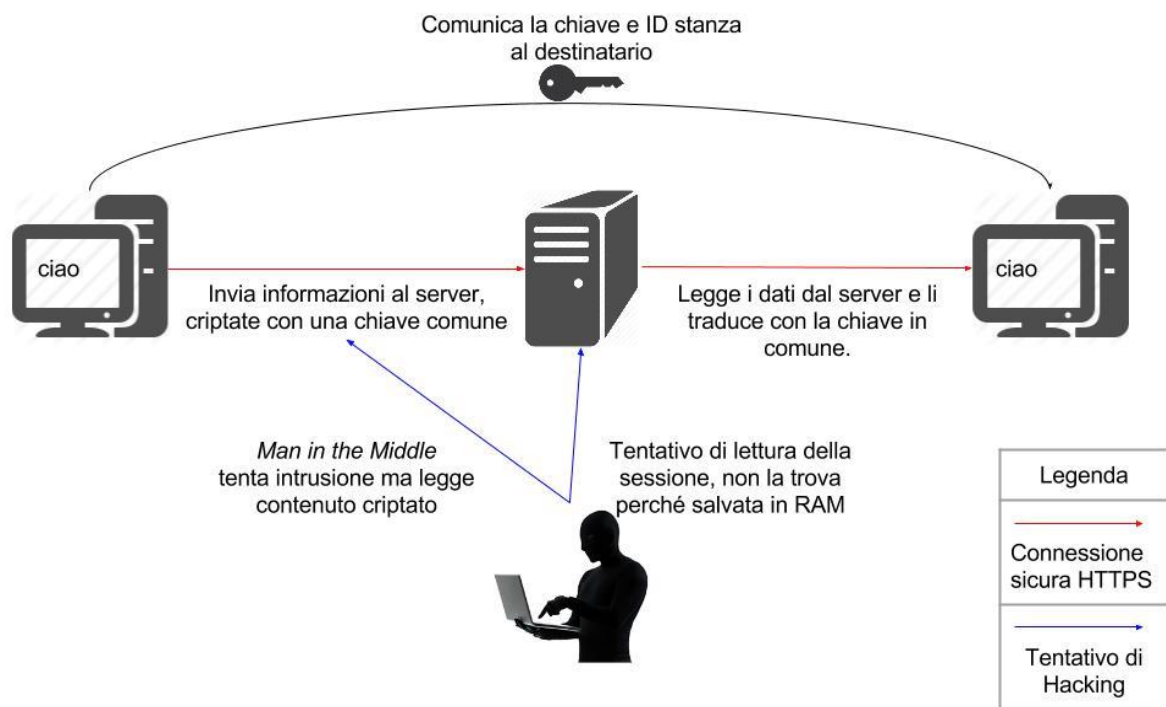 Comunica la chiave e ID stanza
al destinatario
ciao
ciao
Invia informazioni al server,
criptate con una chiave comune
Legge i dati dal server e li
traduce con la chiave in
comune.
Man in the Middle
tenta intrusione ma legge
contenuto criptato
Tentativo di lettura della
sessione, non la trova
perché salvata in RAM
Legenda
Connessione
sicura HTTPS
Tentativo di
Hacking